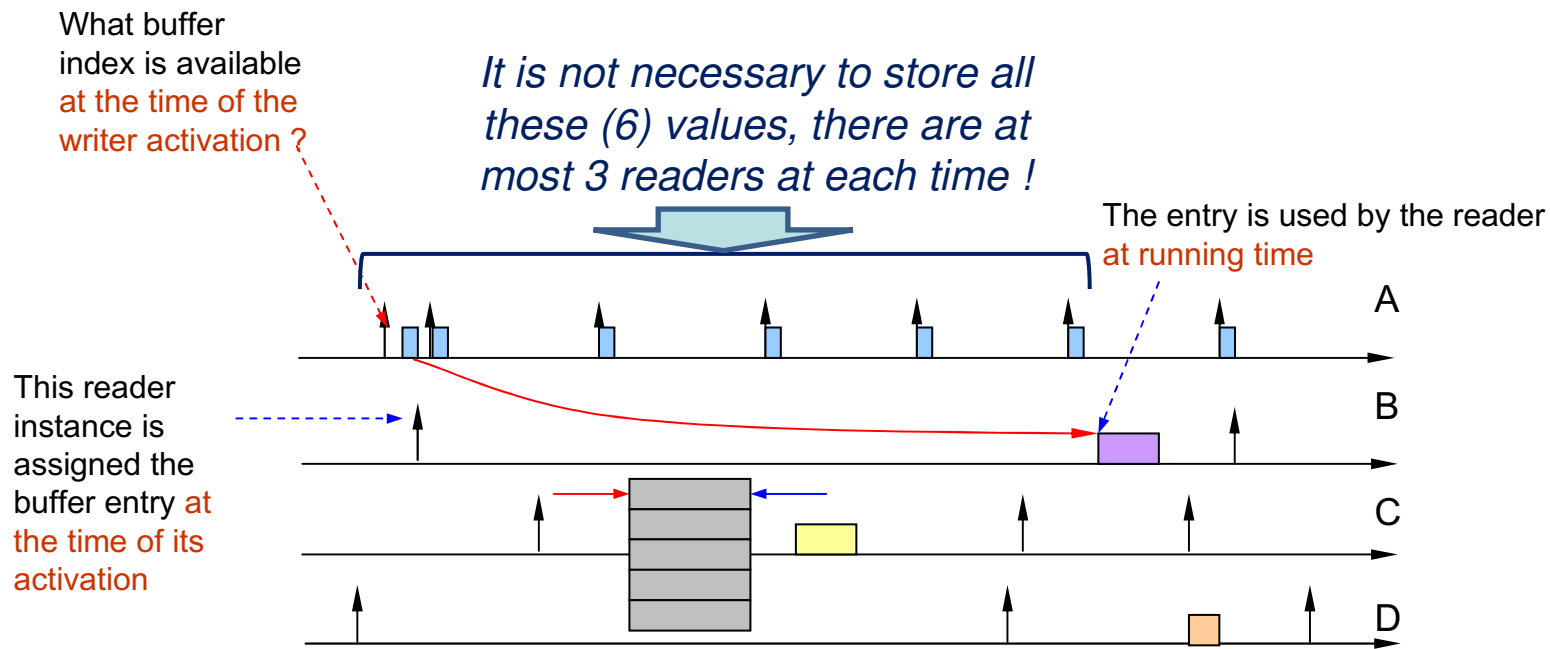 What buffer
index is available
at the time of the
writer activation ?
It is not necessary to store all
these (6) values, there are at
most 3 readers at each time !
The entry is used by the reader
at running time
A
This reader
instance is
assigned the
buffer entry at
the time of its
activation
B
C
D